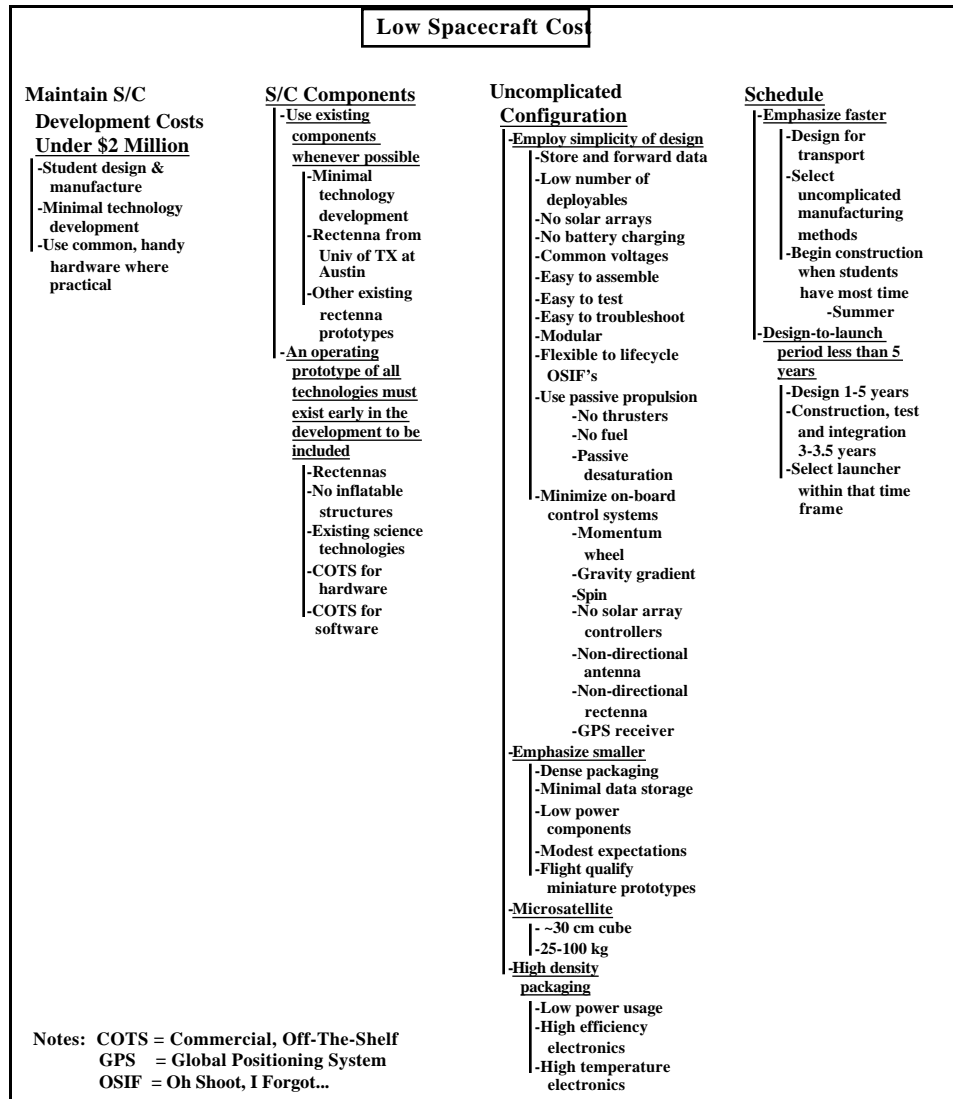 Low Spacecraft Cost
Maintain S/C
Development Costs
Under $2 Million
-Student design &
manufacture
-Minimal technology
development
-Use common, handy
hardware where
practical
S/C Components
-Use existing
components
whenever possible
-Minimal
technology
development
-Rectenna from
Univ of TX at
Austin
-Other existing
rectenna
prototypes
-An operating
prototype of all
technologies must
exist early in the
development to be
included
-Rectennas
-No inflatable
structures
-Existing science
technologies
-COTS for
hardware
-COTS for
software
Uncomplicated
Configuration
-Employ simplicity of design
-Store and forward data
-Low number of
deployables
-No solar arrays
-No battery charging
-Common voltages
-Easy to assemble
-Easy to test
-Easy to troubleshoot
-Modular
-Flexible to lifecycle
OSIF's
-Use passive propulsion
-No thrusters
-No fuel
-Passive
desaturation
-Minimize on-board
control systems
-Momentum
wheel
-Gravity gradient
-Spin
-No solar array
controllers
-Non-directional
antenna
-Non-directional
rectenna
-GPS receiver
-Emphasize smaller
-Dense packaging
-Minimal data storage
-Low power
components
-Modest expectations
-Flight qualify
miniature prototypes
-Microsatellite
- ~30 cm cube
-25-100 kg
-High density
packaging
-Low power usage
-High efficiency
electronics
-High temperature
electronics
Schedule
-Emphasize faster
-Design for
transport
-Select
uncomplicated
manufacturing
methods
-Begin construction
when students
have most time
-Summer
-Design-to-launch
period less than 5
years
-Design 1-5 years
-Construction, test
and integration
3-3.5 years
-Select launcher
within that time
frame
Notes: COTS = Commercial, Off-The-Shelf
GPS = Global Positioning System
OSIF = Oh Shoot, I Forgot...